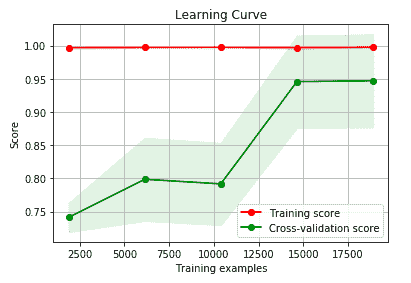 Learning Curve
1.00
0.95
0.90
0.85
0.80
0.75
Score
Training score
Cross-validation score
2500 5000 7500 10000 12500 15000 17500
Training examples